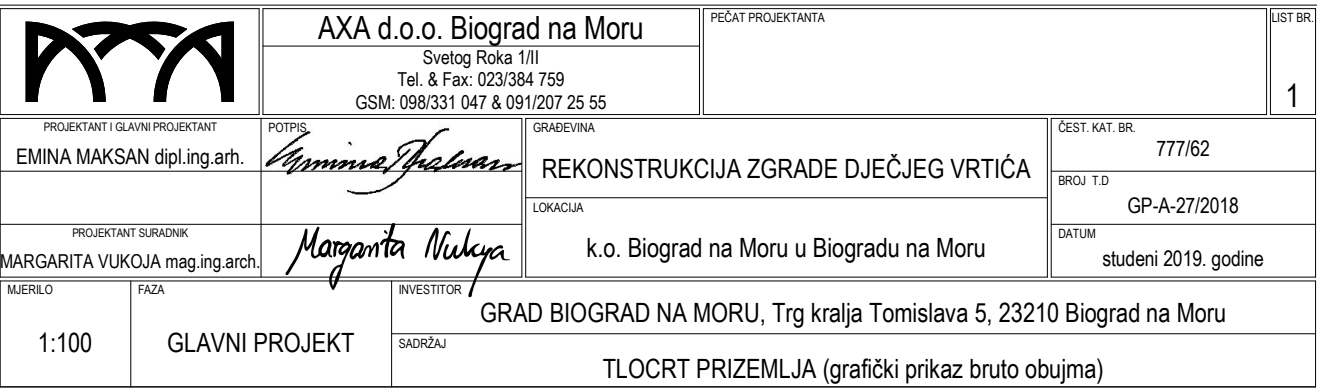 AXA d.o.o. Biograd na Moru
Svetog Roka 1/II
Tel. & Fax: 023/384 759
GSM: 098/331 047 & 091/207 25 55
PEČAT PROJEKTANTA
LIST BR.
1
PROJEKTANT I GLAVNI PROJEKTANT
EMINA MAKSAN dipl.ing.arh.
POTPIS
GRAĐEVINA
REKONSTRUKCIJA ZGRADE DJEČJEG VRTIĆA
ČEST. KAT. BR.
777/62
BROJ T.D
GP-A-27/2018
PROJEKTANT SURADNIK
MARGARITA VUKOJA mag.ing.arch.
Margarita
LOKACIJA
k.o. Biograd na Moru u Biogradu na Moru
DATUM
studeni 2019. godine
MJERILO
1:100
FAZA
GLAVNI PROJEKT
INVESTITOR
GRAD BIOGRAD NA MORU, Trg kralja Tomislava 5, 23210 Biograd na Moru
SADRŽAJ
TLOCRT PRIZEMLJA (grafički prikaz bruto obujma)